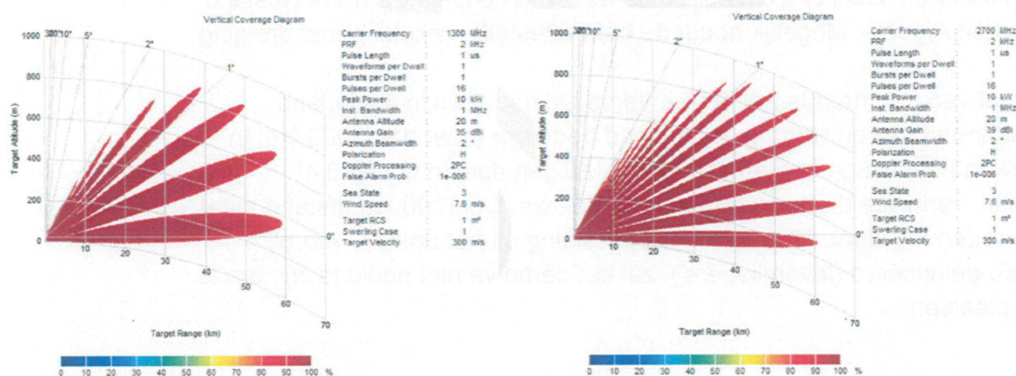 Vertical Coverage Diagram
1000
800
600
400
200
0
5°
2°
1°
0°
10
20
30
40
50
60
70
Target Altitude (m)
Target Range (km)
Carrier Frequency : 1300 MHz
PRF : 2 kHz
Pulse Length : 1 us
Waveforms per Dwell : 1
Bursts per Dwell : 1
Pulses per Dwell : 16
Peak Power : 10 kW
Inst. Bandwidth : 1 MHz
Antenna Altitude : 20 m
Antenna Gain : 35 dBi
Azimuth Beamwidth : 2 °
Polarization : H
Doppler Processing : 2PC
False Alarm Prob. : 1e-006
Sea State : 3
Wind Speed : 7.6 m/s
Target RCS : 1 m²
Swerling Case : 1
Target Velocity : 300 m/s
0 10 20 30 40 50 60 70 80 90 100 %
Vertical Coverage Diagram
1000
800
600
400
200
0
5°
2°
1°
0°
10
20
30
40
50
60
70
Target Altitude (m)
Target Range (km)
Carrier Frequency : 2700 MHz
PRF : 2 kHz
Pulse Length : 1 us
Waveforms per Dwell : 1
Bursts per Dwell : 1
Pulses per Dwell : 16
Peak Power : 10 kW
Inst. Bandwidth : 1 MHz
Antenna Altitude : 20 m
Antenna Gain : 39 dBi
Azimuth Beamwidth : 2 °
Polarization : H
Doppler Processing : 2PC
False Alarm Prob. : 1e-006
Sea State : 3
Wind Speed : 7.6 m/s
Target RCS : 1 m²
Swerling Case : 1
Target Velocity : 300 m/s
0 10 20 30 40 50 60 70 80 90 100 %